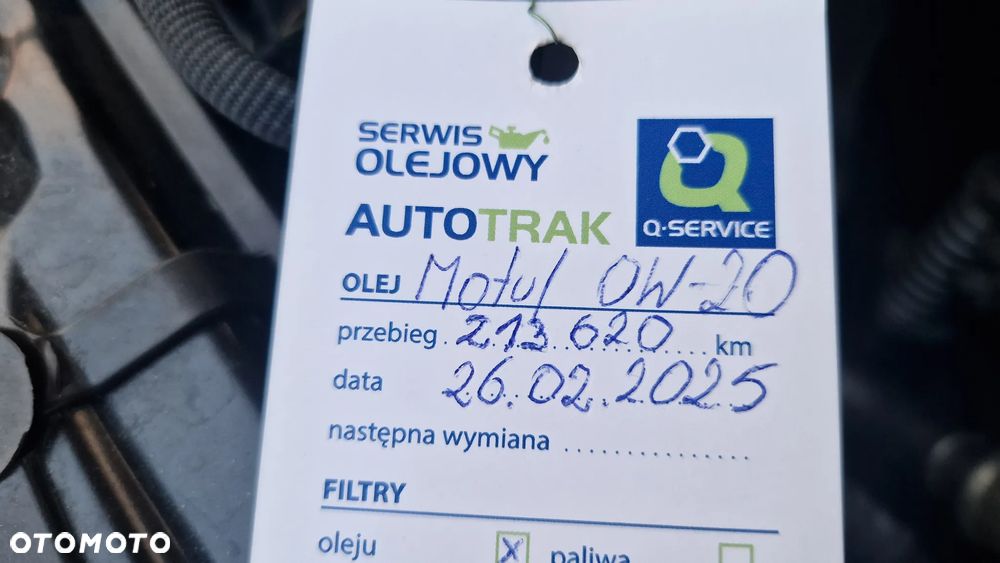 SERWIS
OLEJOWY
AUTOTRAK
Q-SERVICE
OLEJ Motul 0W-20
przebieg 213 620 km
data 26.02.2025
następna wymiana
FILTRY
oleju X paliwa
OTOMOTO